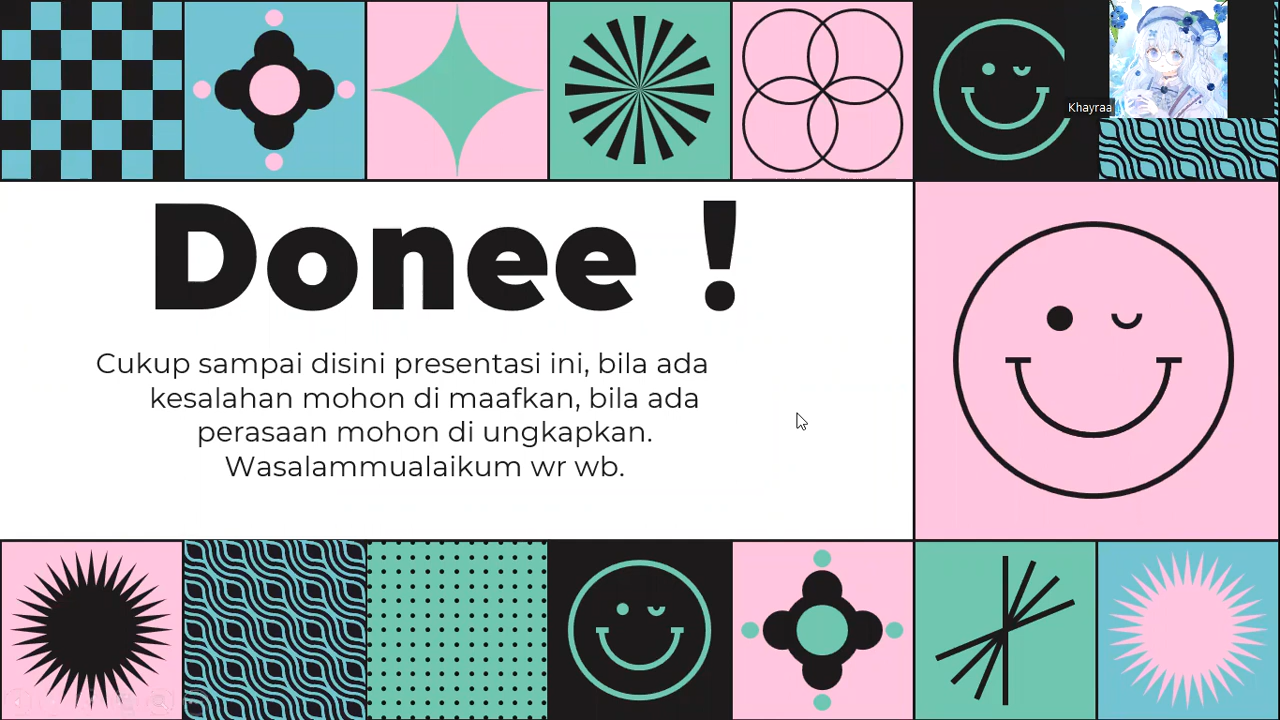 Khayraa
Donee !
Cukup sampai disini presentasi ini, bila ada
kesalahan mohon di maafkan, bila ada
perasaan mohon di ungkapkan.
Wasalammualaikum wr wb.